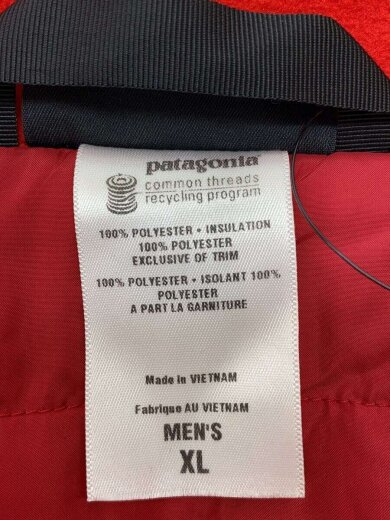 patagonia
common threads
recycling program
100% POLYESTER • INSULATION
100% POLYESTER
EXCLUSIVE OF TRIM
100% POLYESTER • ISOLANT 100%
POLYESTER
A PART LA GARNITURE
Made in VIETNAM
Fabrique AU VIETNAM
MEN'S
XL